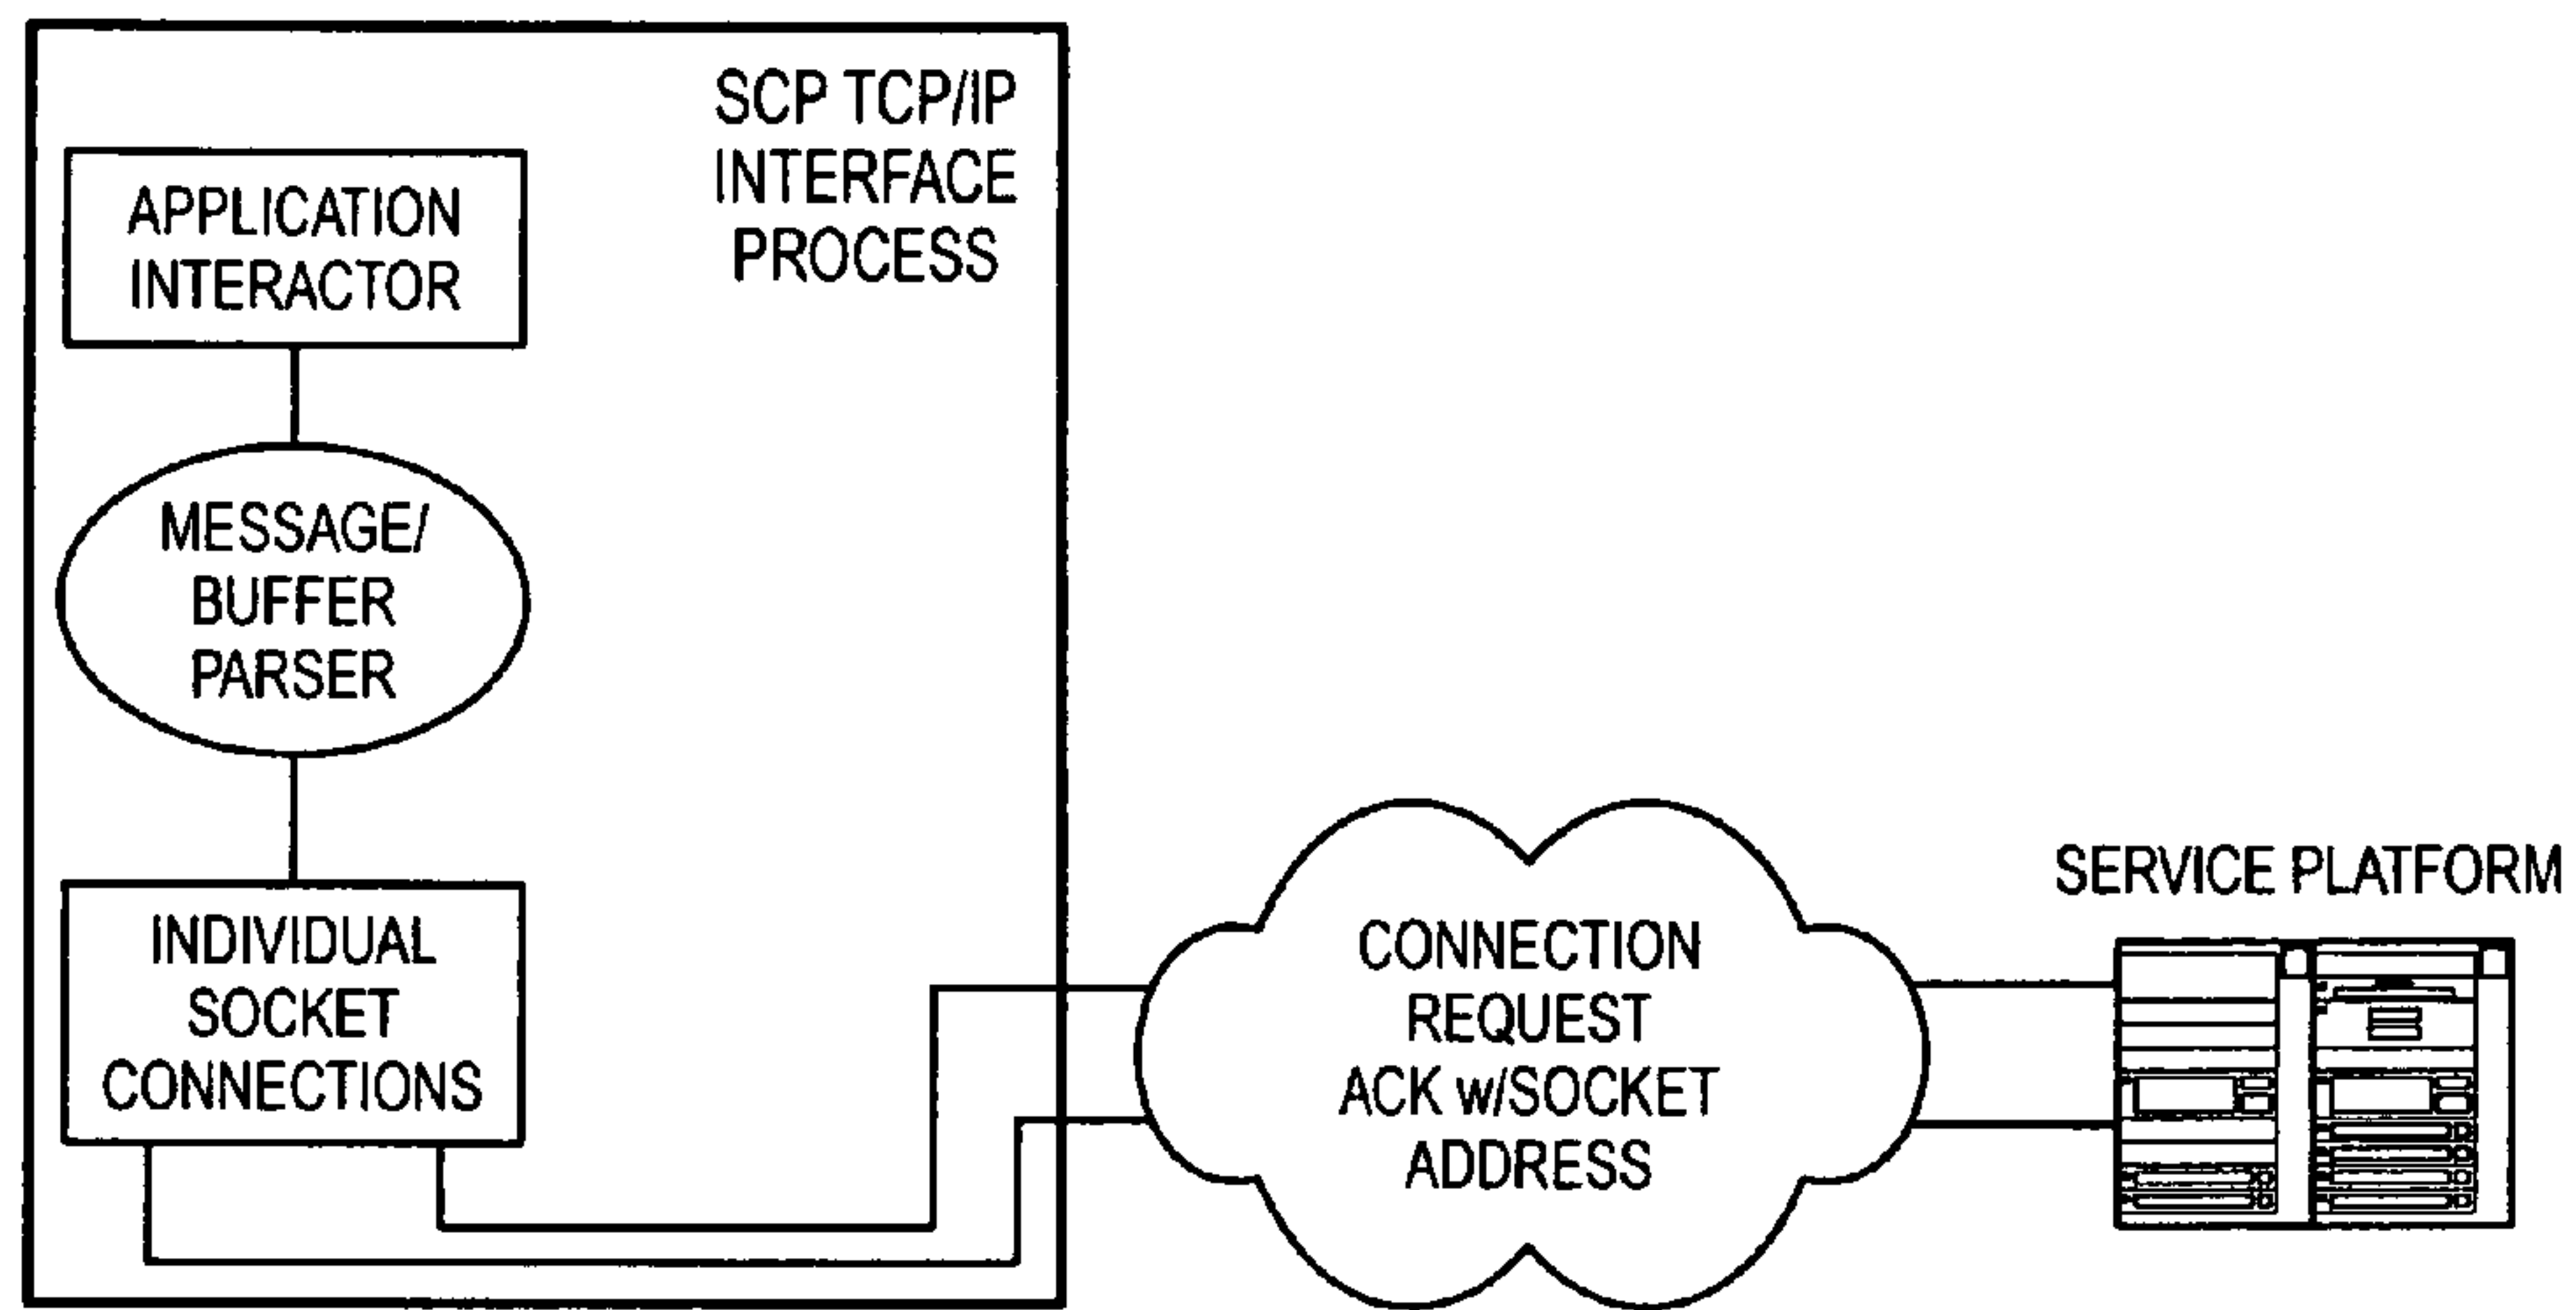 SCP TCP/IP
INTERFACE
PROCESS
APPLICATION
INTERACTOR
MESSAGE/
BUFFER
PARSER
INDIVIDUAL
SOCKET
CONNECTIONS
CONNECTION
REQUEST
ACK w/SOCKET
ADDRESS
SERVICE PLATFORM